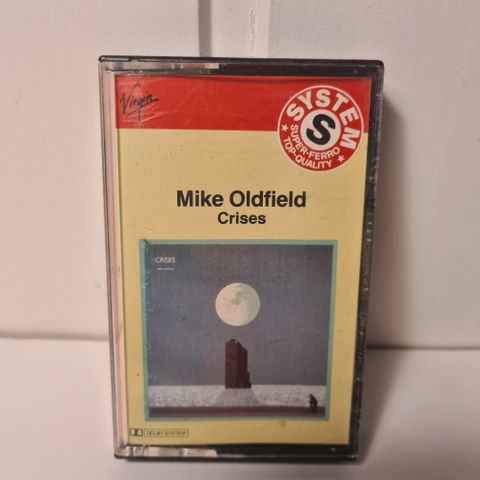 Virgin
SYSTEM
S
SUPER-FERRO
★ TOP-QUALITY ★
Mike Oldfield
Crises
CRISES
DOLBY SYSTEM